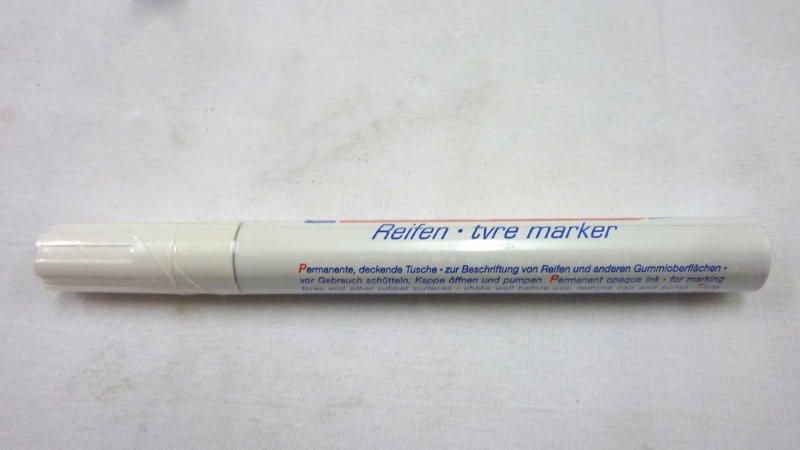 Reifen · tyre marker
Permanente, deckende Tusche · zur Beschriftung von Reifen und anderen Gummioberflächen ·
vor Gebrauch schütteln, Kappe öffnen und pumpen Permanent opaque ink · for marking
tyres and other rubber surfaces · shake well before use, remove cap and pump